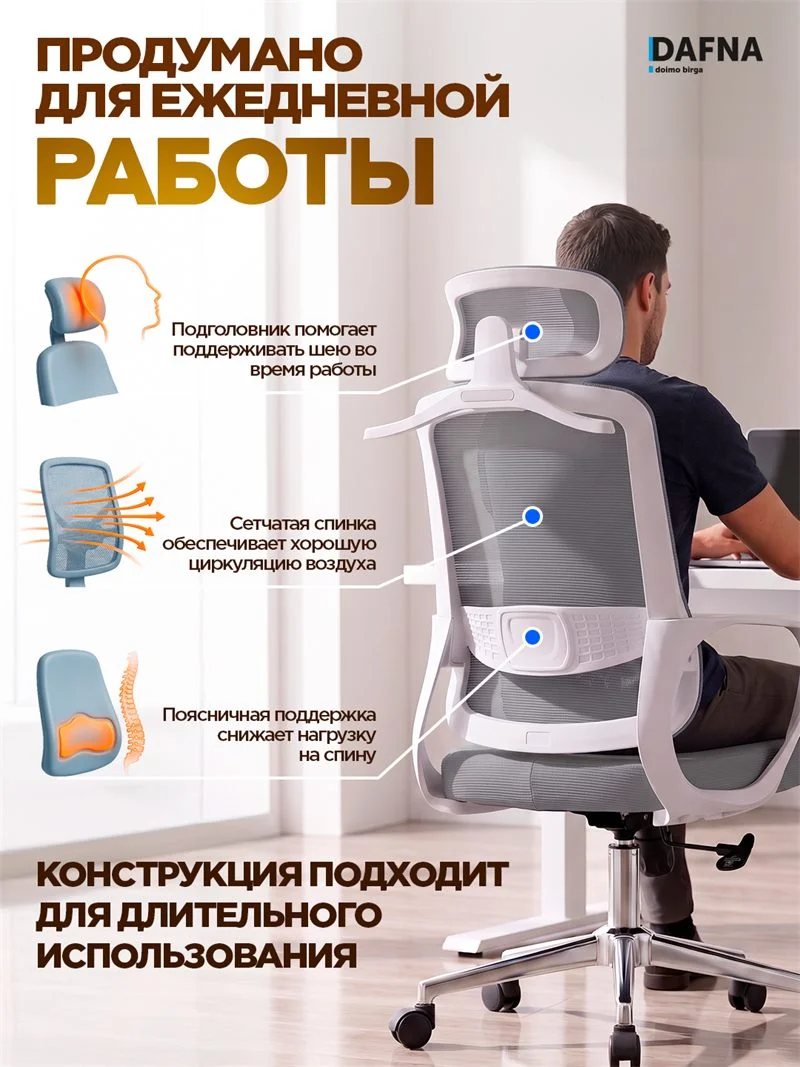 ПРОДУМАНО
ДЛЯ ЕЖЕДНЕВНОЙ
РАБОТЫ
DAFNA
doimo birga
Подголовник помогает
поддерживать шею во
время работы
Сетчатая спинка
обеспечивает хорошую
циркуляцию воздуха
Поясничная поддержка
снижает нагрузку
на спину
КОНСТРУКЦИЯ ПОДХОДИТ
ДЛЯ ДЛИТЕЛЬНОГО
ИСПОЛЬЗОВАНИЯ